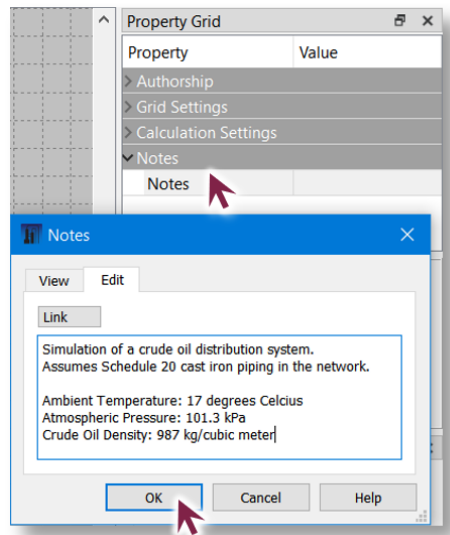 Property Grid
Property Value
Authorship
Grid Settings
Calculation Settings
Notes
Notes
Notes
View Edit
Link
Simulation of a crude oil distribution system.
Assumes Schedule 20 cast iron piping in the network.
Ambient Temperature: 17 degrees Celcius
Atmospheric Pressure: 101.3 kPa
Crude Oil Density: 987 kg/cubic meter
OK Cancel Help